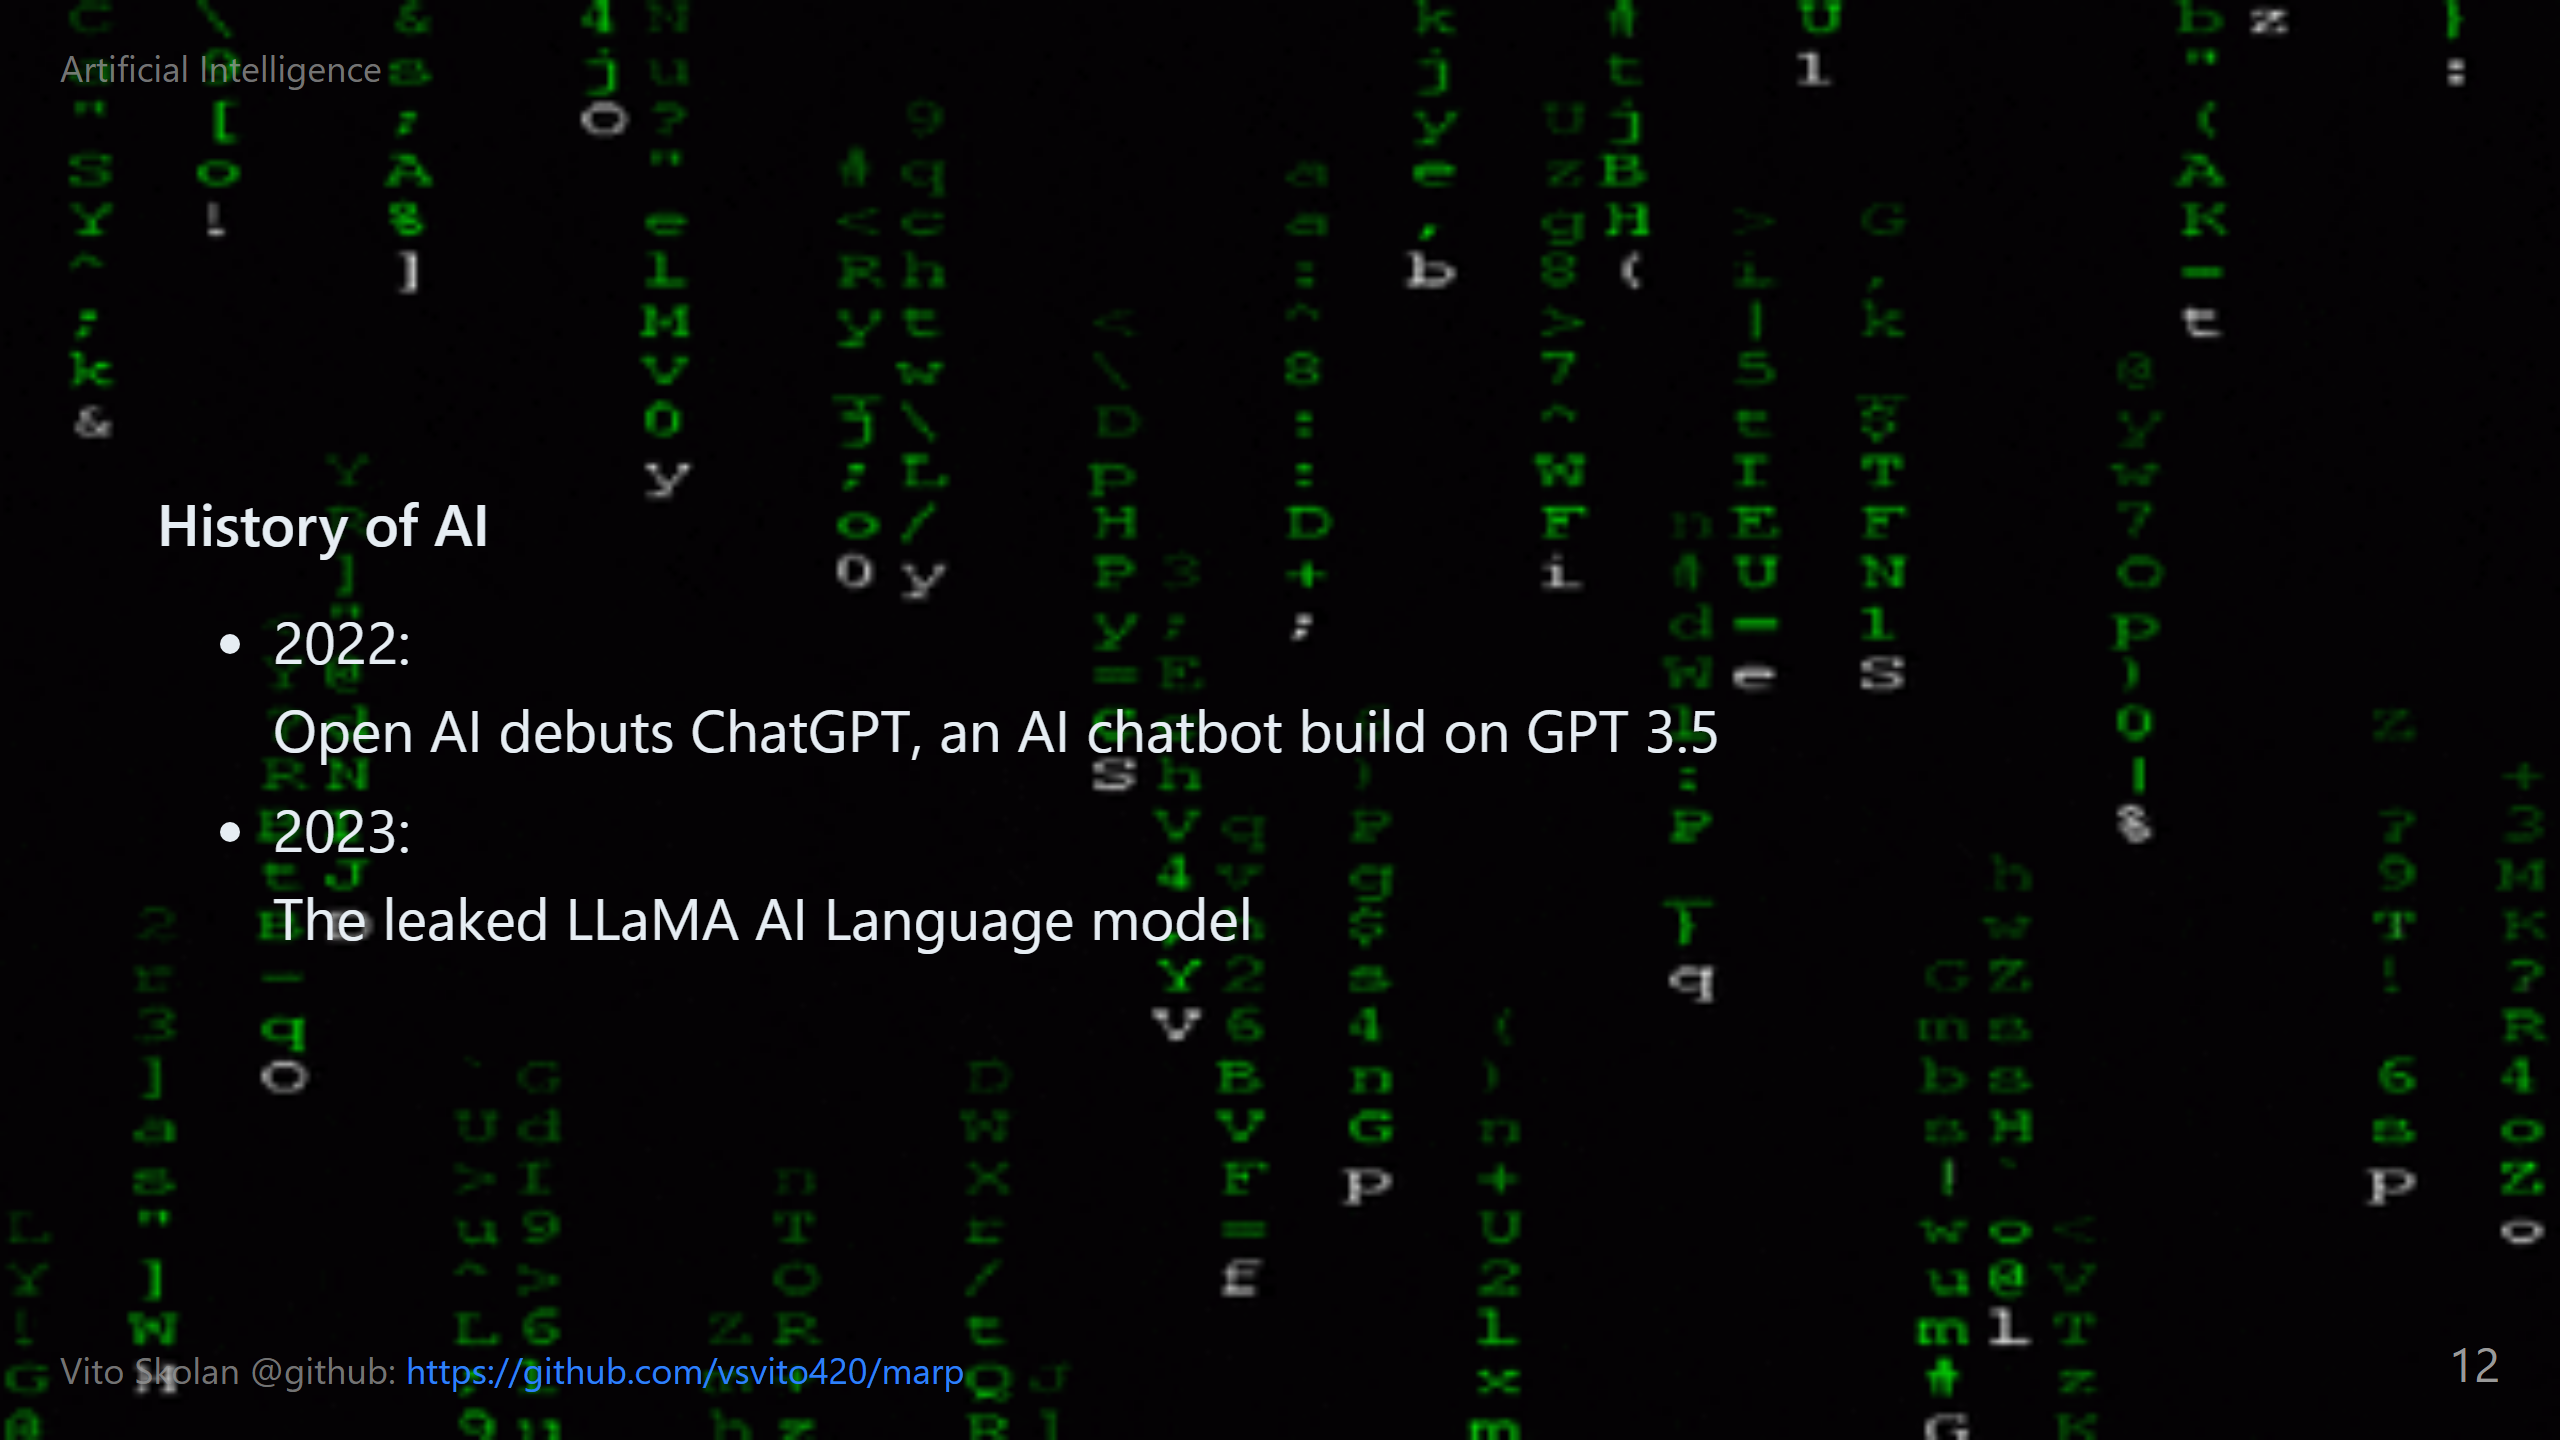 Artificial Intelligence
History of AI
• 2022:
Open AI debuts ChatGPT, an AI chatbot build on GPT 3.5
• 2023:
The leaked LLaMA AI Language model
Vito Skolan @github: https://github.com/vsvito420/marp
12